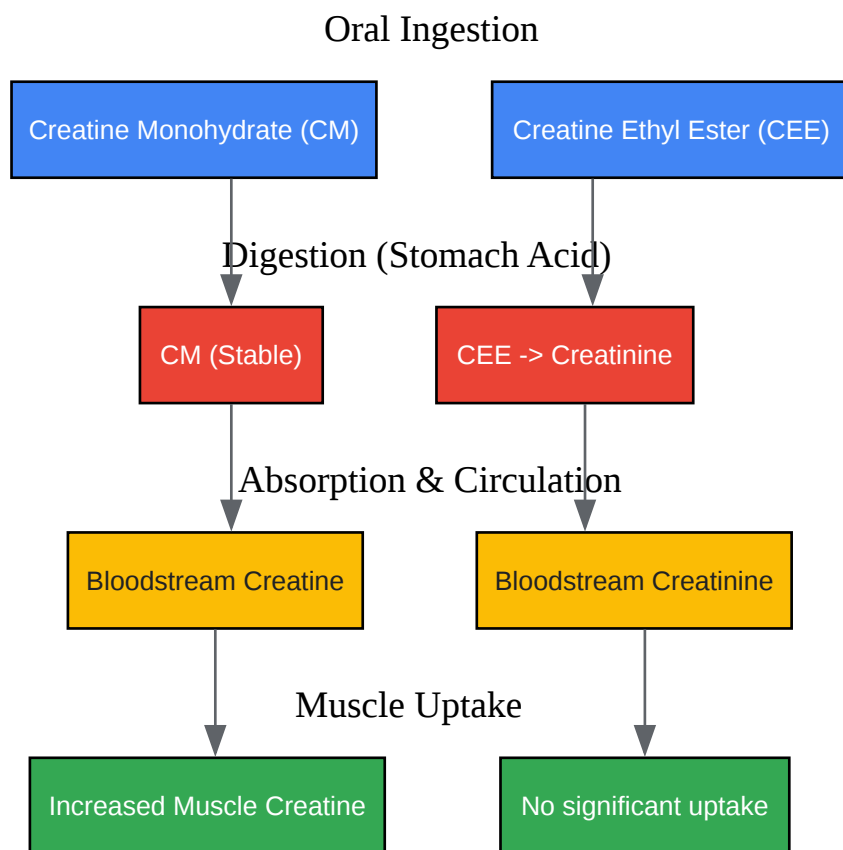 Oral Ingestion
Creatine Monohydrate (CM)
Creatine Ethyl Ester (CEE)
Digestion (Stomach Acid)
CM (Stable)
CEE -> Creatinine
Absorption & Circulation
Bloodstream Creatine
Bloodstream Creatinine
Muscle Uptake
Increased Muscle Creatine
No significant uptake